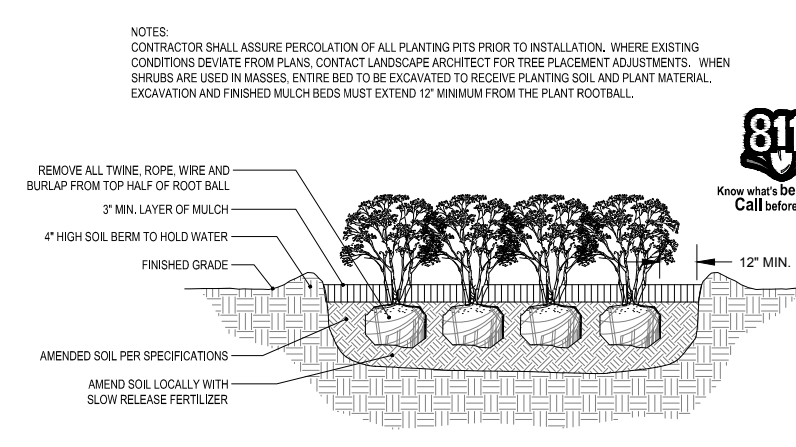 NOTES:
CONTRACTOR SHALL ASSURE PERCOLATION OF ALL PLANTING PITS PRIOR TO INSTALLATION. WHERE EXISTING
CONDITIONS DEVIATE FROM PLANS, CONTACT LANDSCAPE ARCHITECT FOR TREE PLACEMENT ADJUSTMENTS. WHEN
SHRUBS ARE USED IN MASSES, ENTIRE BED TO BE EXCAVATED TO RECEIVE PLANTING SOIL AND PLANT MATERIAL.
EXCAVATION AND FINISHED MULCH BEDS MUST EXTEND 12" MINIMUM FROM THE PLANT ROOTBALL.
811
Know what's be
Call before
REMOVE ALL TWINE, ROPE, WIRE AND
BURLAP FROM TOP HALF OF ROOT BALL
3" MIN. LAYER OF MULCH
4" HIGH SOIL BERM TO HOLD WATER
FINISHED GRADE
12" MIN.
AMENDED SOIL PER SPECIFICATIONS
AMEND SOIL LOCALLY WITH
SLOW RELEASE FERTILIZER